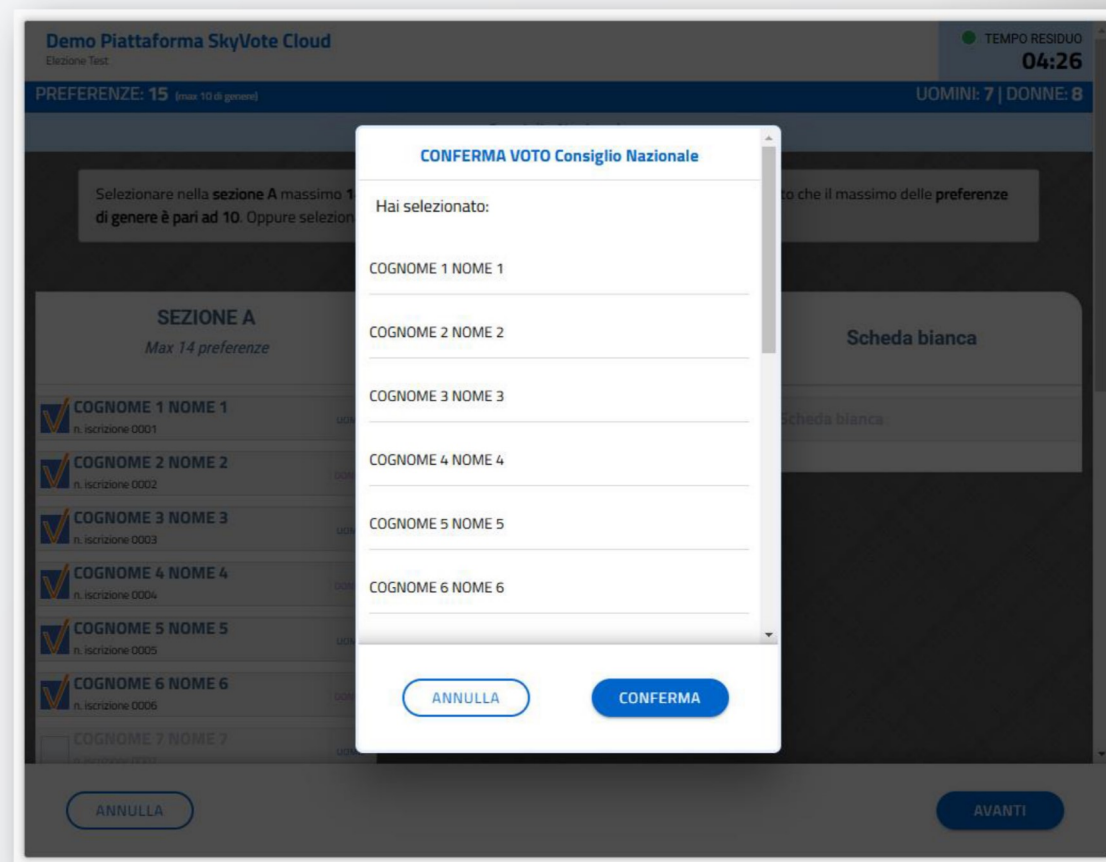 Demo Piattaforma SkyVote Cloud
Elezione Test
TEMPO RESIDUO
04:26
PREFERENZE: 15 (max 10 di genere)
UOMINI: 7 | DONNE: 8
CONFERMA VOTO Consiglio Nazionale
Hai selezionato:
COGNOME 1 NOME 1
COGNOME 2 NOME 2
COGNOME 3 NOME 3
COGNOME 4 NOME 4
COGNOME 5 NOME 5
COGNOME 6 NOME 6
ANNULLA
CONFERMA
Selezionare nella sezione A massimo
che il massimo delle preferenze
di genere è pari ad 10. Oppure
SEZIONE A
Max 14 preferenze
COGNOME 1 NOME 1
n. iscrizione 0001
COGNOME 2 NOME 2
n. iscrizione 0002
COGNOME 3 NOME 3
n. iscrizione 0003
COGNOME 4 NOME 4
n. iscrizione 0004
COGNOME 5 NOME 5
n. iscrizione 0005
COGNOME 6 NOME 6
n. iscrizione 0006
COGNOME 7 NOME 7
Scheda bianca
Scheda bianca
ANNULLA
AVANTI